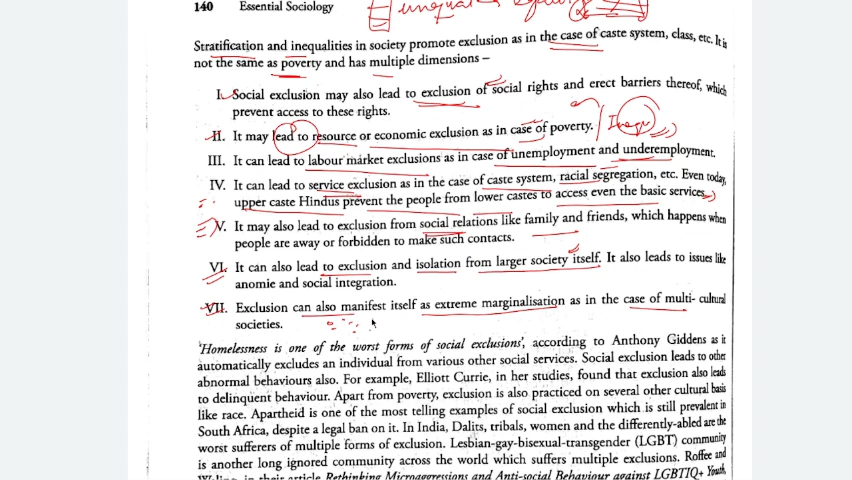 140 Essential Sociology
unequal
Stratification and inequalities in society promote exclusion as in the case of caste system, class, etc. It is
not the same as poverty and has multiple dimensions –
I. Social exclusion may also lead to exclusion of social rights and erect barriers thereof, which
prevent access to these rights.
II. It may lead to resource or economic exclusion as in case of poverty.
III. It can lead to labour market exclusions as in case of unemployment and underemployment.
IV. It can lead to service exclusion as in the case of caste system, racial segregation, etc. Even today,
upper caste Hindus prevent the people from lower castes to access even the basic services.
V. It may also lead to exclusion from social relations like family and friends, which happens when
people are away or forbidden to make such contacts.
VI. It can also lead to exclusion and isolation from larger society itself. It also leads to issues like
anomie and social integration.
VII. Exclusion can also manifest itself as extreme marginalisation as in the case of multi- cultural
societies.
'Homelessness is one of the worst forms of social exclusions', according to Anthony Giddens as it
automatically excludes an individual from various other social services. Social exclusion leads to other
abnormal behaviours also. For example, Elliott Currie, in her studies, found that exclusion also leads
to delinquent behaviour. Apart from poverty, exclusion is also practiced on several other cultural basis
like race. Apartheid is one of the most telling examples of social exclusion which is still prevalent in
South Africa, despite a legal ban on it. In India, Dalits, tribals, women and the differently-abled are the
worst sufferers of multiple forms of exclusion. Lesbian-gay-bisexual-transgender (LGBT) community
is another long ignored community across the world which suffers multiple exclusions. Roffee and
in their article Rethinking Microaggressions and Anti-social Behaviour against LGBTIQ+ Youth,